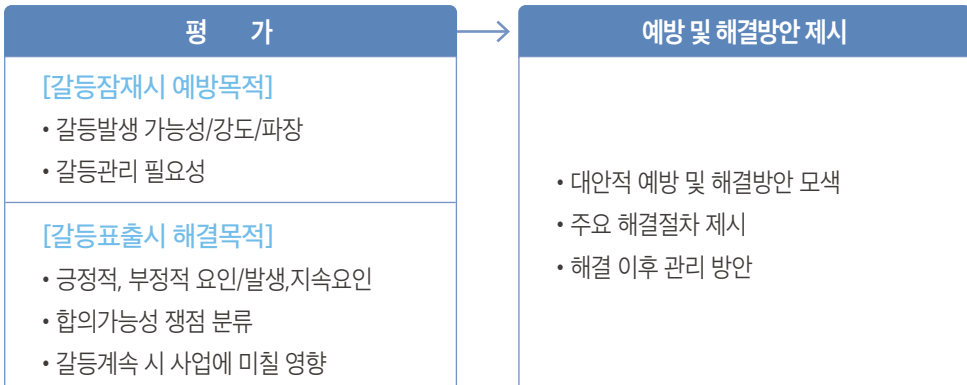 평 가
[갈등잠재시 예방목적]
• 갈등발생 가능성/강도/파장
• 갈등관리 필요성
[갈등표출시 해결목적]
• 긍정적, 부정적 요인/발생,지속요인
• 합의가능성 쟁점 분류
• 갈등계속 시 사업에 미칠 영향
예방 및 해결방안 제시
• 대안적 예방 및 해결방안 모색
• 주요 해결절차 제시
• 해결 이후 관리 방안